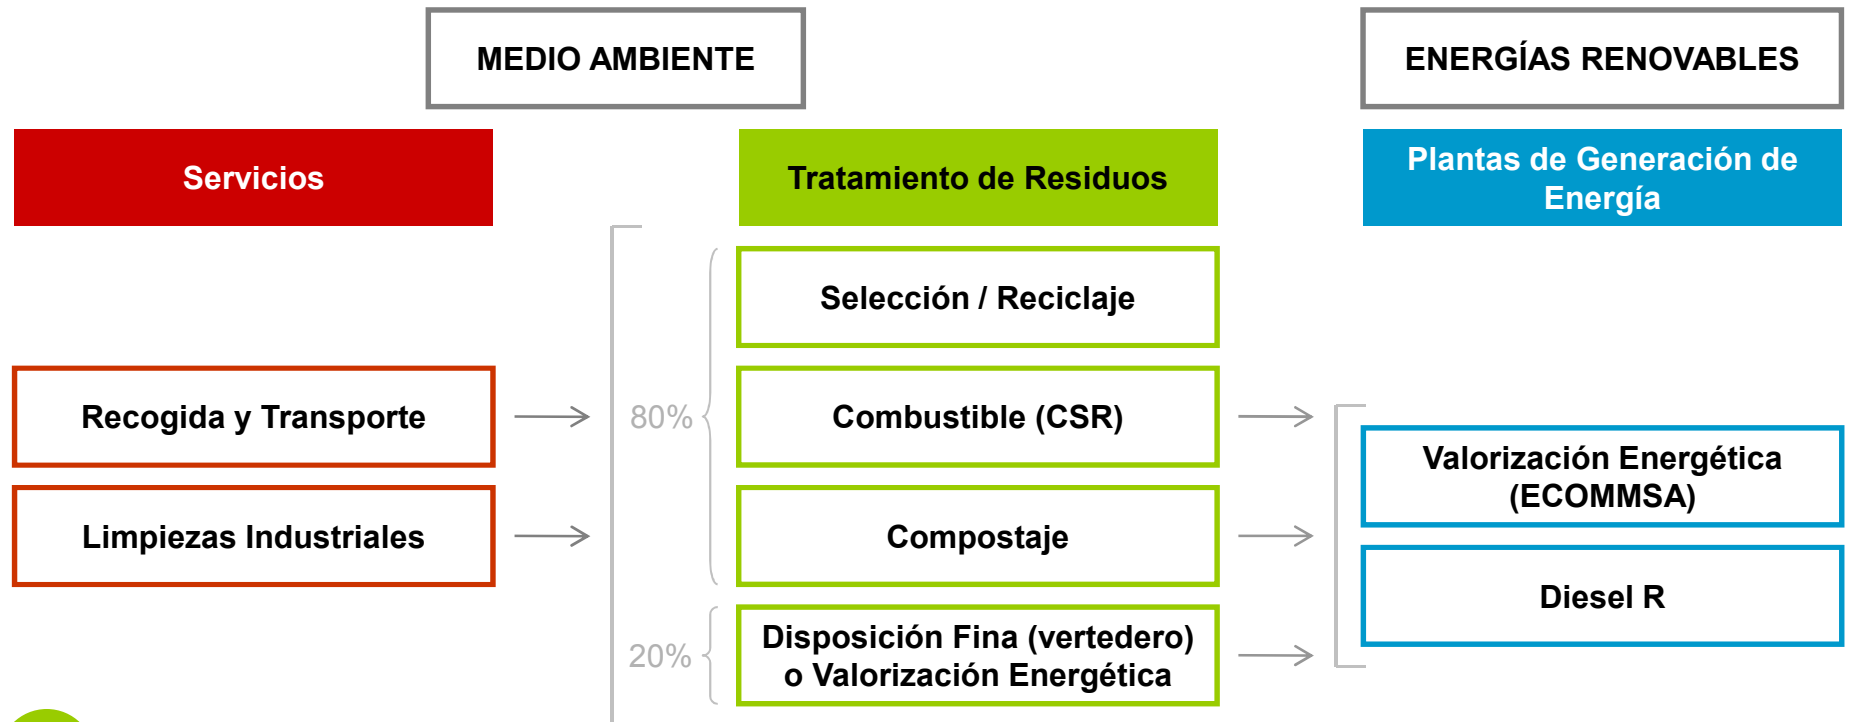 MEDIO AMBIENTE
ENERGÍAS RENOVABLES
Servicios
Tratamiento de Residuos
Plantas de Generación de
Energía
Selección / Reciclaje
Recogida y Transporte
80%
Combustible (CSR)
Valorización Energética
(ECOMMSA)
Limpiezas Industriales
Compostaje
Diesel R
20%
Disposición Fina (vertedero)
o Valorización Energética